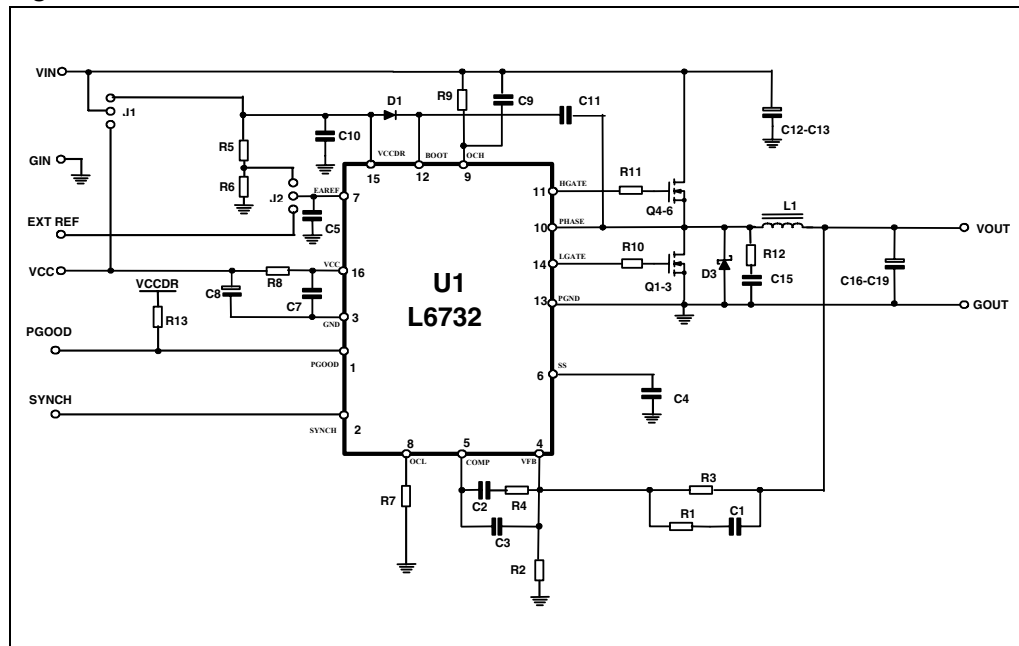 VIN
J1
R9
C9
D1
C11
C10
C12-C13
R5
GIN
R6
VCCDR
BOOT
OCH
15
12
9
J2
EAREF
7
11
HGATE
R11
Q4-6
L1
EXT REF
C5
10
PHASE
VOUT
VCC
VCCDR
C8
R8
C7
VCC
16
U1
L6732
14
LGATE
R10
Q1-3
D3
R12
C15
C16-C19
R13
3
GND
13
PGND
GOUT
PGOOD
1
PGOOD
SS
6
C4
SYNCH
2
SYNCH
8
OCL
5
COMP
4
VFB
R7
C2
R4
C3
R3
R1
C1
R2